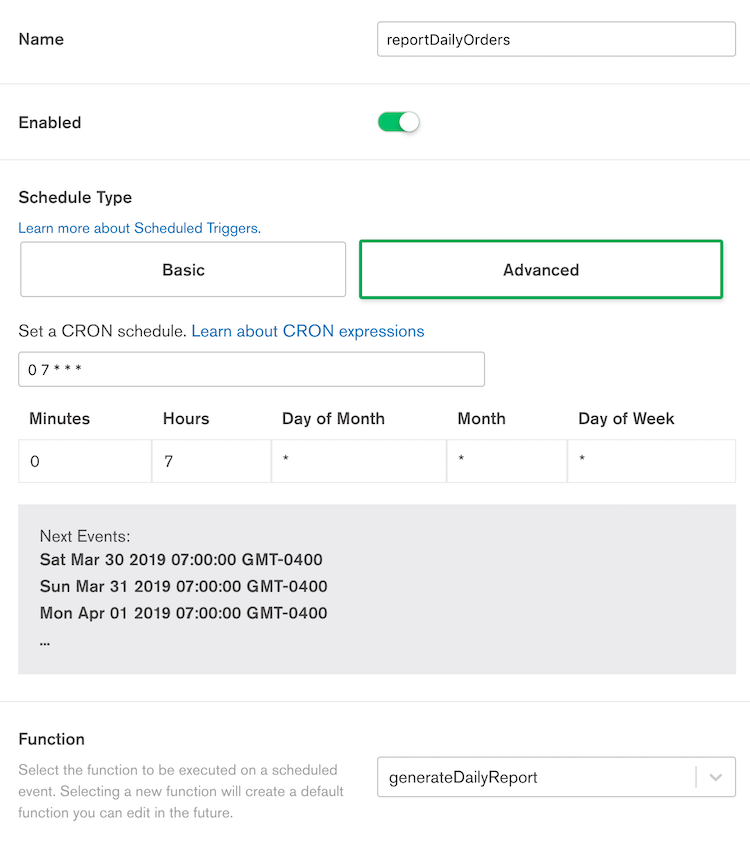 Name
reportDailyOrders
Enabled
Schedule Type
Learn more about Scheduled Triggers.
Basic
Advanced
Set a CRON schedule. Learn about CRON expressions
0 7 * * *
Minutes Hours Day of Month Month Day of Week
0 7 * * *
Next Events:
Sat Mar 30 2019 07:00:00 GMT-0400
Sun Mar 31 2019 07:00:00 GMT-0400
Mon Apr 01 2019 07:00:00 GMT-0400
...
Function
Select the function to be executed on a scheduled
event. Selecting a new function will create a default
function you can edit in the future.
generateDailyReport